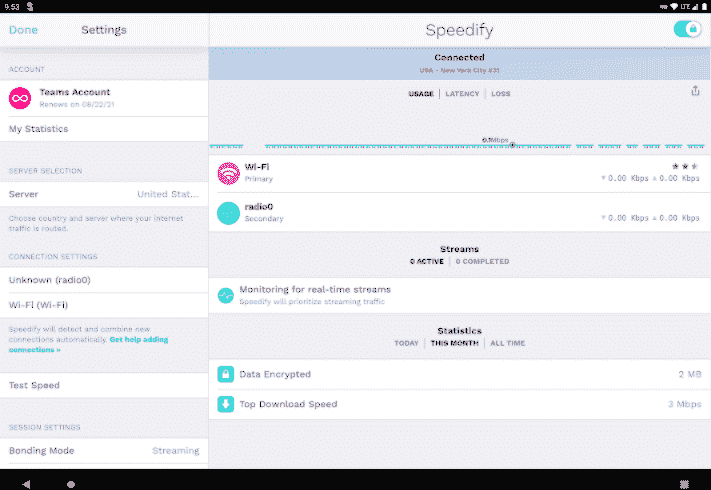 9:53
LTE
Done
Settings
Speedify
Connected
USA - New York City #31
ACCOUNT
Teams Account
Renews on 08/22/21
My Statistics
USAGE | LATENCY | LOSS
0.1Mbps
SERVER SELECTION
Server
United Stat...
Choose country and server where your internet
traffic is routed.
CONNECTION SETTINGS
Unknown (radio0)
Wi-Fi (Wi-Fi)
Speedify will detect and combine new
connections automatically. Get help adding
connections »
Test Speed
SESSION SETTINGS
Bonding Mode
Streaming
Wi-Fi
Primary
0.00 Kbps
0.00 Kbps
radio0
Secondary
0.00 Kbps
0.00 Kbps
Streams
0 ACTIVE | 0 COMPLETED
Monitoring for real-time streams
Speedify will prioritize streaming traffic
Statistics
TODAY | THIS MONTH | ALL TIME
Data Encrypted
2 MB
Top Download Speed
3 Mbps